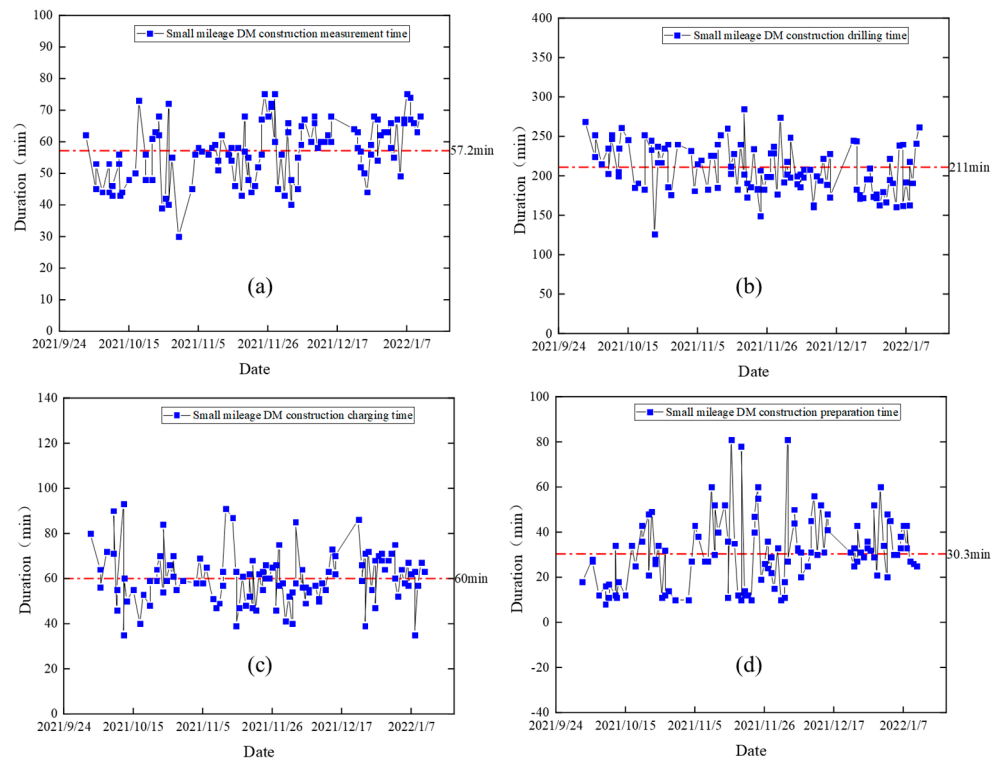 Small mileage DM construction measurement time
100
90
80
70
60
50
40
30
20
10
0
Duration（min）
57.2min
(a)
2021/9/24 2021/10/15 2021/11/5 2021/11/26 2021/12/17 2022/1/7
Date
Small mileage DM construction drilling time
400
350
300
250
200
150
100
50
0
Duration（min）
211min
(b)
2021/9/24 2021/10/15 2021/11/5 2021/11/26 2021/12/17 2022/1/7
Date
Small mileage DM construction charging time
140
120
100
80
60
40
20
0
Duration（min）
60min
(c)
2021/9/24 2021/10/15 2021/11/5 2021/11/26 2021/12/17 2022/1/7
Date
Small mileage DM construction preparation time
100
80
60
40
20
0
-20
-40
Duration（min）
30.3min
(d)
2021/9/24 2021/10/15 2021/11/5 2021/11/26 2021/12/17 2022/1/7
Date